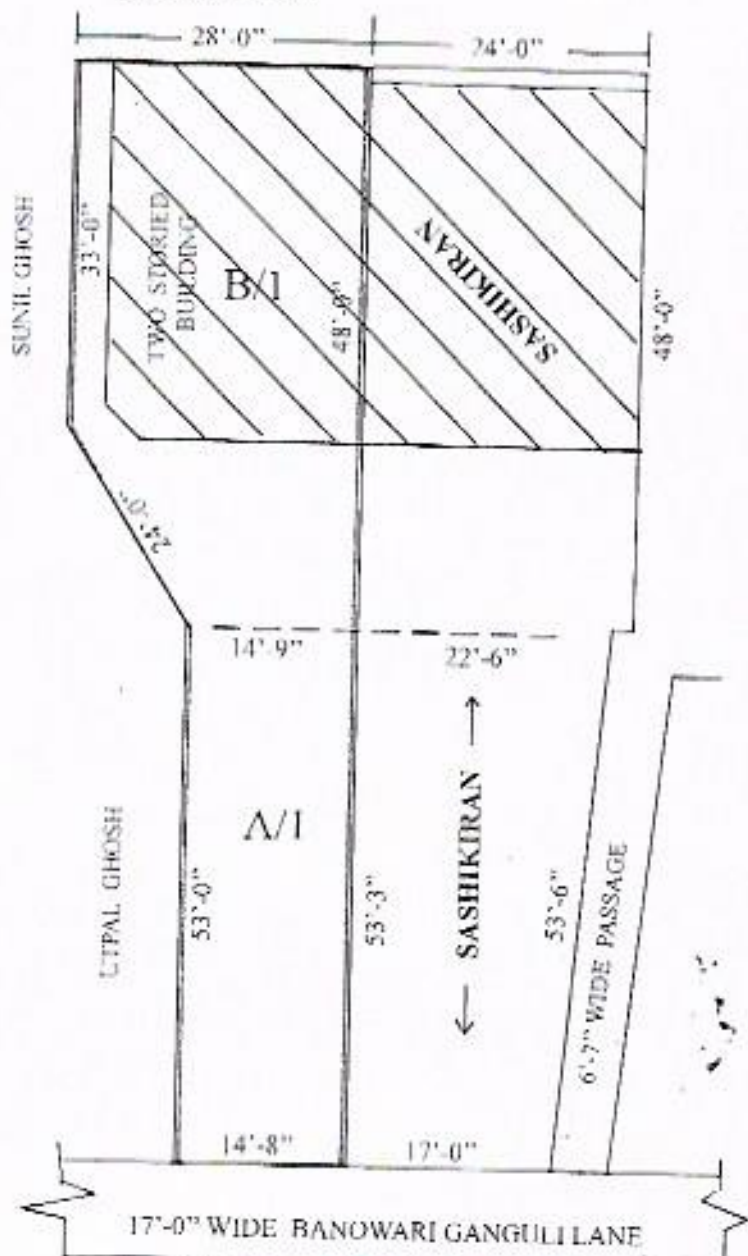 28'-0"
24'-0"
SUNIL GHOSH
33'-0"
TWO STORIED
BUILDING
B/1
48'-0"
SASHIKIRAN
48'-0"
24'-0"
14'-9"
22'-6"
UTPAL GHOSH
53'-0"
A/1
53'-3"
SASHIKIRAN
53'-6"
6'-7" WIDE PASSAGE
14'-8"
17'-0"
17'-0" WIDE BANOWARI GANGULI LANE